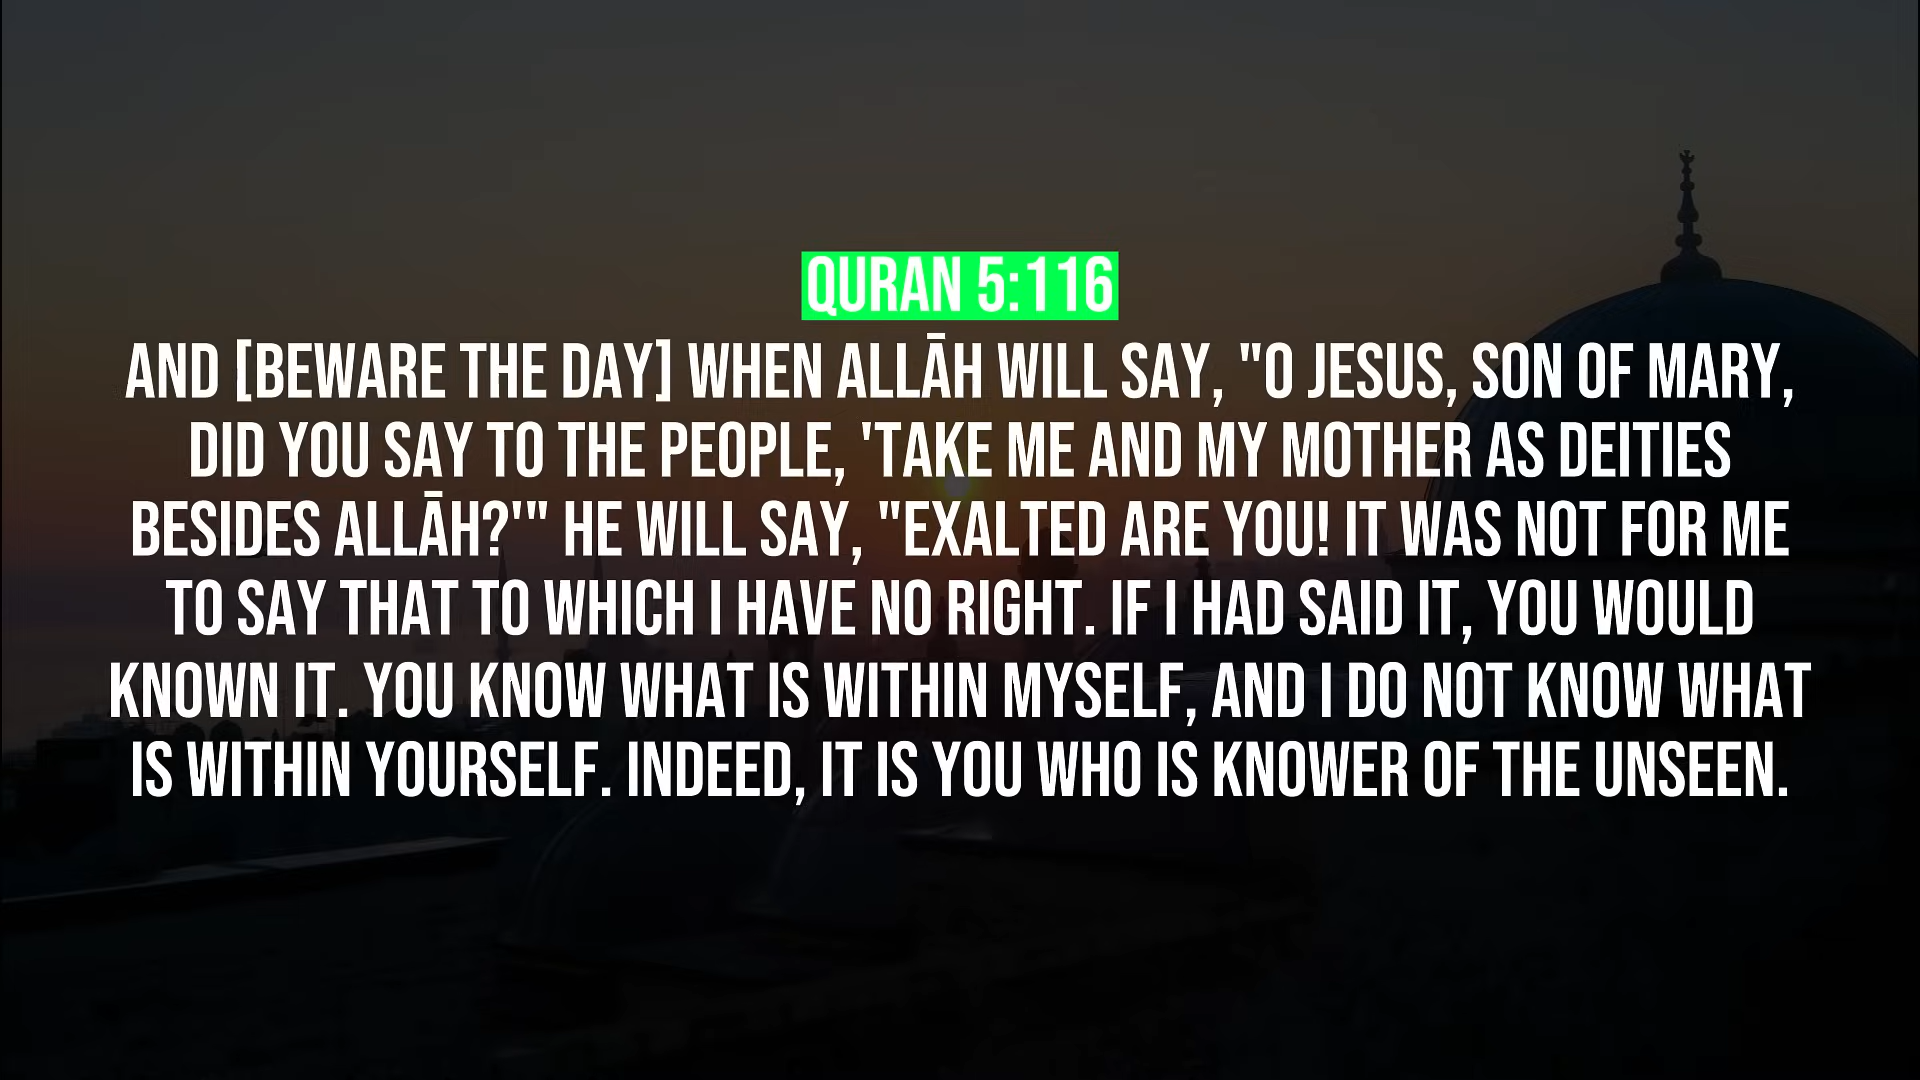 QURAN 5:116
AND [BEWARE THE DAY] WHEN ALLĀH WILL SAY, "O JESUS, SON OF MARY,
DID YOU SAY TO THE PEOPLE, 'TAKE ME AND MY MOTHER AS DEITIES
BESIDES ALLĀH?'" HE WILL SAY, "EXALTED ARE YOU! IT WAS NOT FOR ME
TO SAY THAT TO WHICH I HAVE NO RIGHT. IF I HAD SAID IT, YOU WOULD
KNOWN IT. YOU KNOW WHAT IS WITHIN MYSELF, AND I DO NOT KNOW WHAT
IS WITHIN YOURSELF. INDEED, IT IS YOU WHO IS KNOWER OF THE UNSEEN.